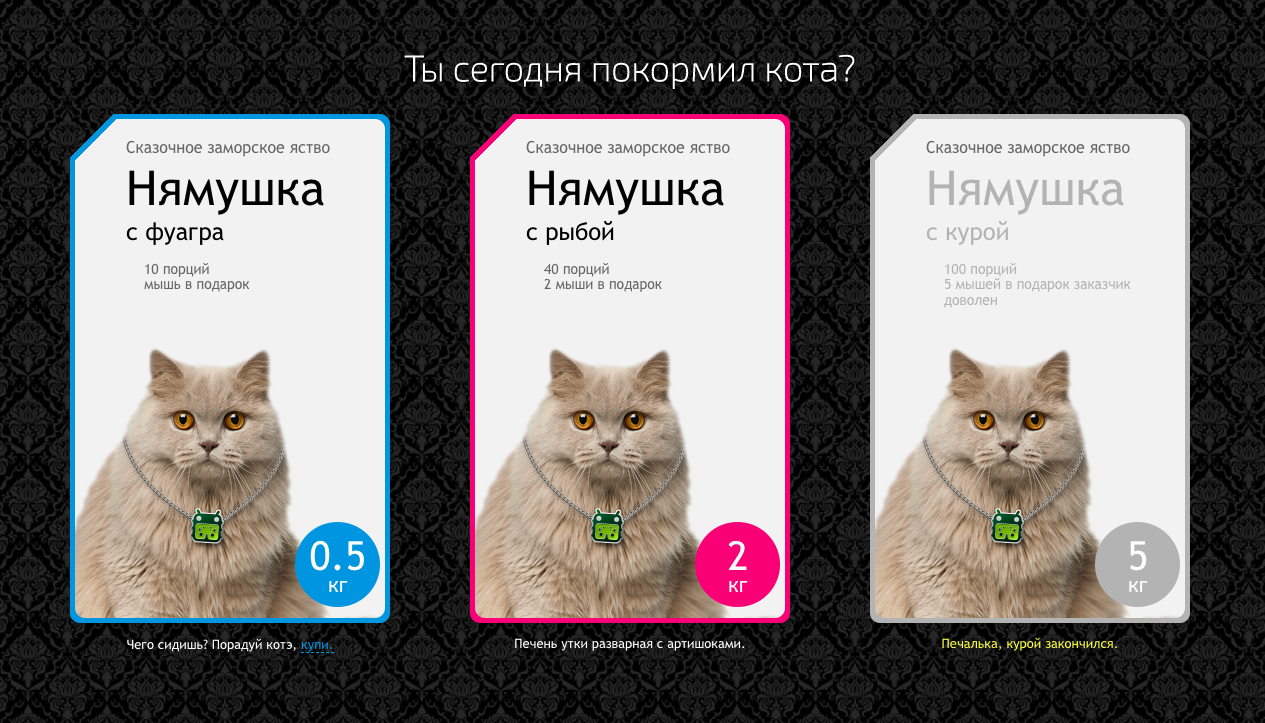 Ты сегодня покормил кота?
Сказочное заморское яство
Нямушка
с фуагра
10 порций
мышь в подарок
0.5
кг
Чего сидишь? Порадуй котэ, купи.
Сказочное заморское яство
Нямушка
с рыбой
40 порций
2 мыши в подарок
2
кг
Печень утки разварная с артишоками.
Сказочное заморское яство
Нямушка
с курой
100 порций
5 мышей в подарок заказчик
доволен
5
кг
Печалька, курой закончился.